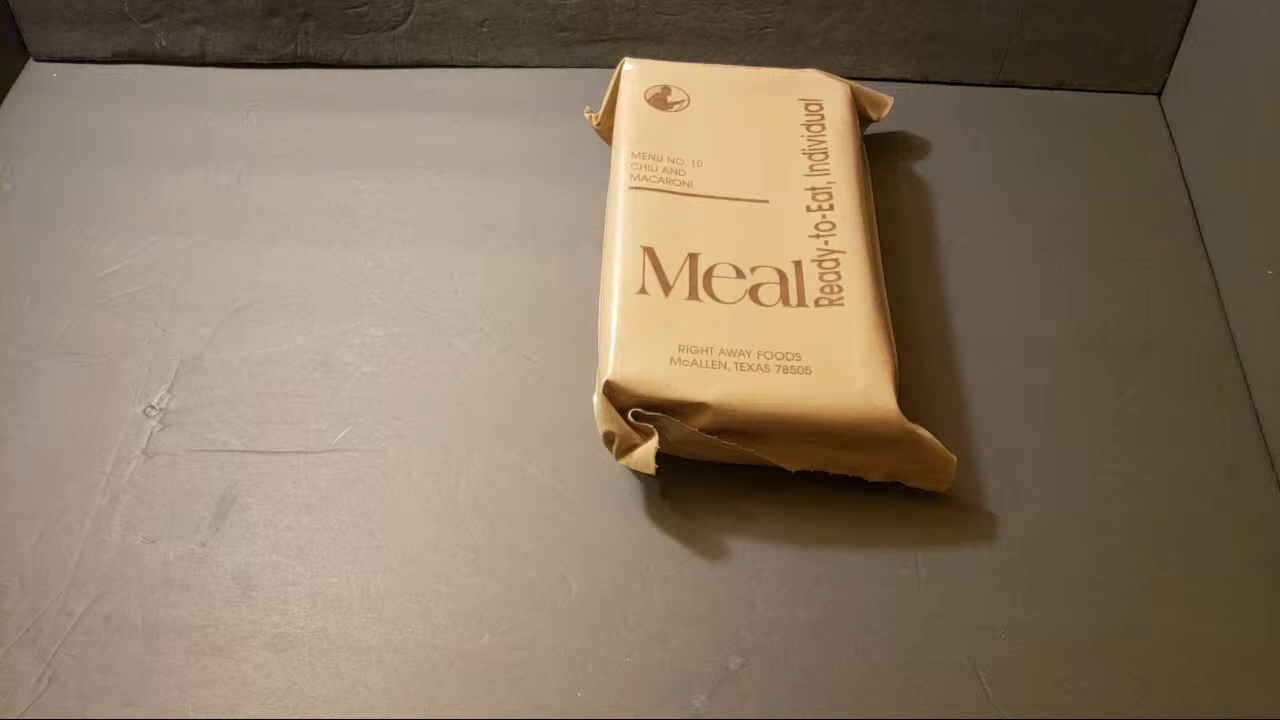 MENU NO. 10
CHILI AND
MACARONI
Meal
Ready-to-Eat, Individual
RIGHT AWAY FOODS
McALLEN, TEXAS 78505